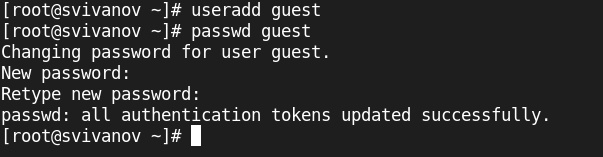 [root@svivanov ~]# useradd guest
[root@svivanov ~]# passwd guest
Changing password for user guest.
New password:
Retype new password:
passwd: all authentication tokens updated successfully.
[root@svivanov ~]#